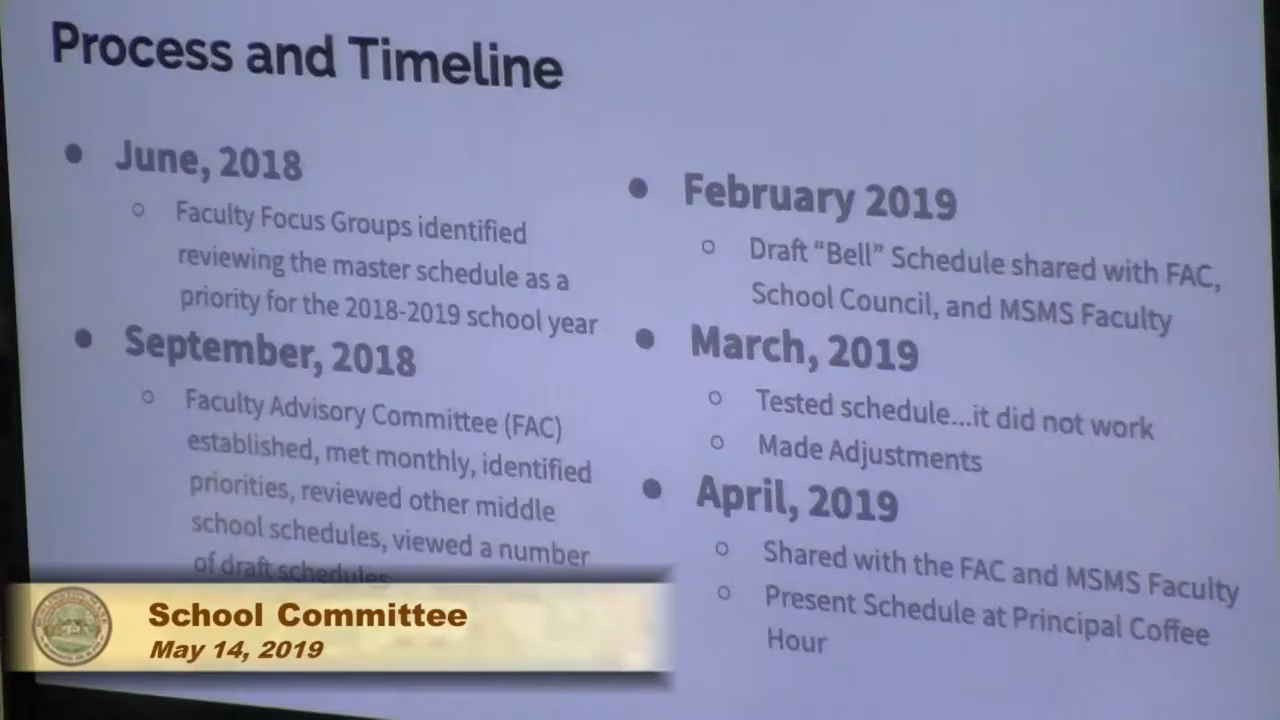 Process and Timeline
● June, 2018
○ Faculty Focus Groups identified
reviewing the master schedule as a
priority for the 2018-2019 school year
● September, 2018
○ Faculty Advisory Committee (FAC)
established, met monthly, identified
priorities, reviewed other middle
school schedules, viewed a number
of draft schedules
● February 2019
○ Draft “Bell” Schedule shared with FAC,
School Council, and MSMS Faculty
● March, 2019
○ Tested schedule...it did not work
○ Made Adjustments
● April, 2019
○ Shared with the FAC and MSMS Faculty
○ Present Schedule at Principal Coffee
Hour
School Committee
May 14, 2019